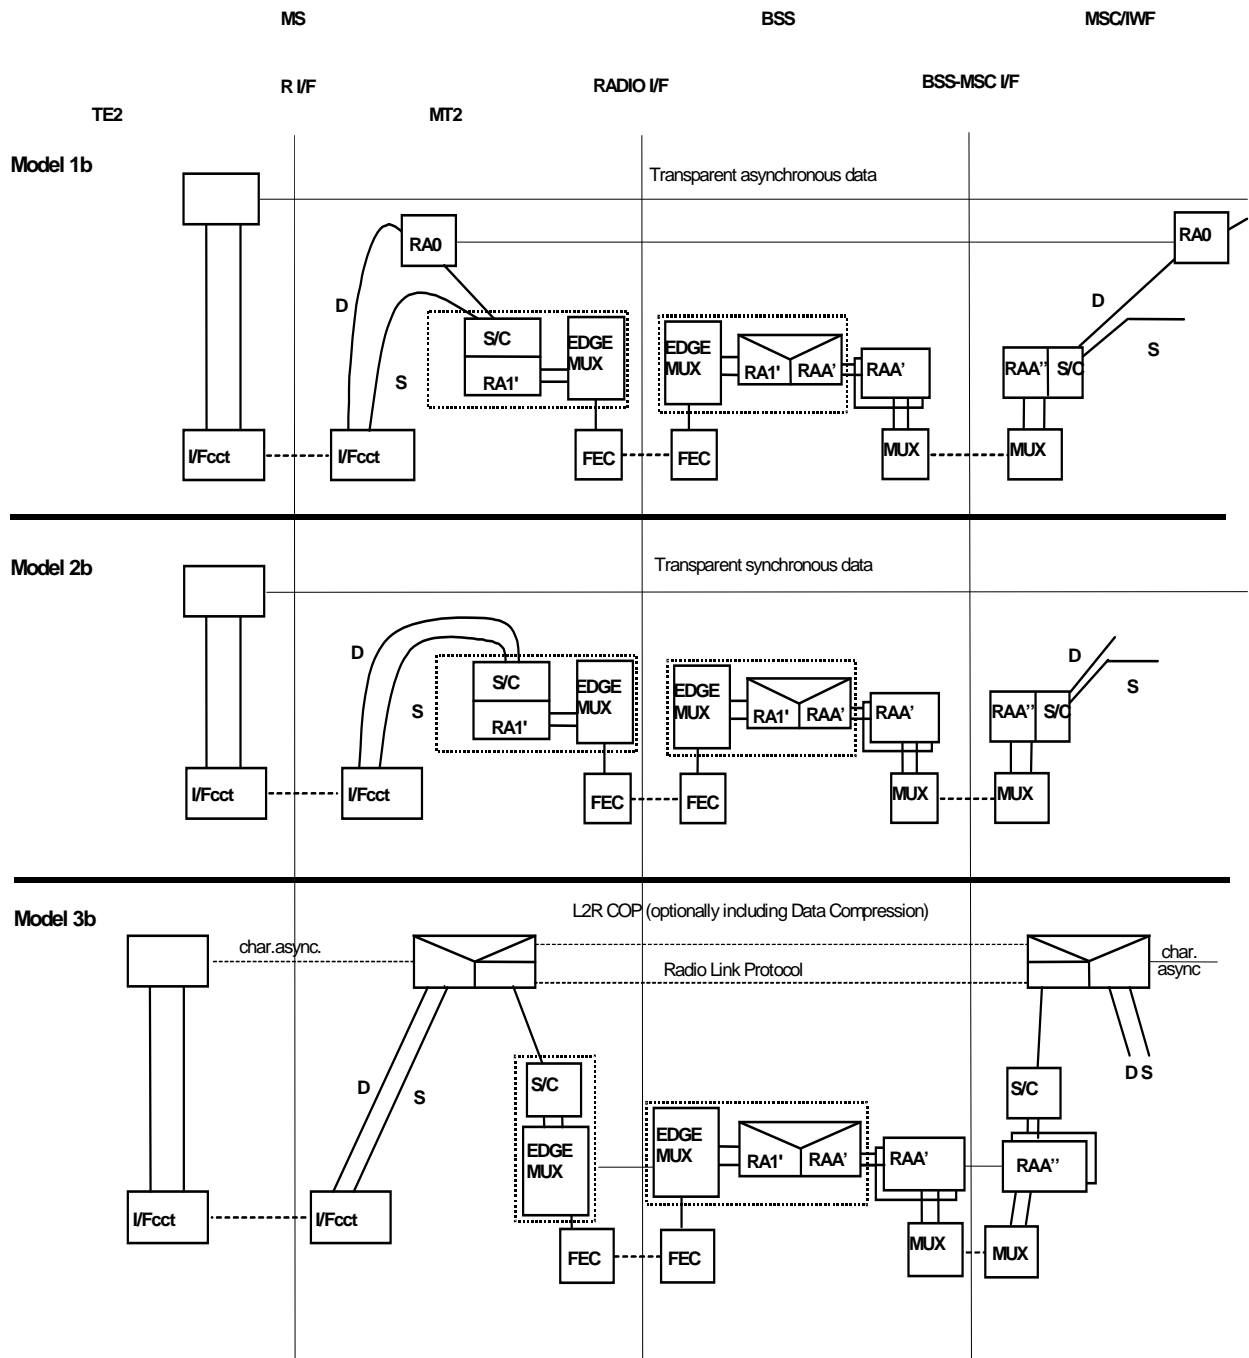 MS BSS MSC/IWF
R I/F RADIO I/F BSS-MSC I/F
TE2 MT2
Model 1b
Transparent asynchronous data
RA0 RA0
D D
S/C EDGE MUX EDGE MUX S
RA1' RA1' RAA' RAA' RAA'' S/C
S
I/Fcct I/Fcct FEC FEC MUX MUX
Model 2b
Transparent synchronous data
D D
S/C EDGE MUX EDGE MUX S
S RA1' RA1' RAA' RAA' RAA'' S/C
I/Fcct I/Fcct FEC FEC MUX MUX
Model 3b
L2R COP (optionally including Data Compression)
char.async. char. async
Radio Link Protocol
D S S/C D S
S/C
EDGE MUX EDGE MUX RA1' RAA' RAA' RAA''
I/Fcct I/Fcct
FEC FEC MUX MUX